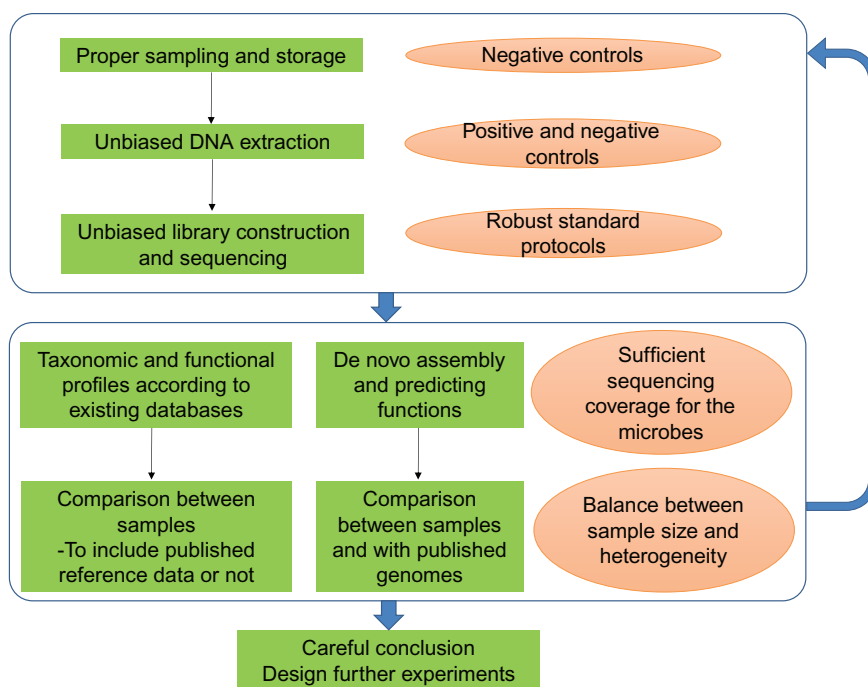 Proper sampling and storage
Negative controls
Unbiased DNA extraction
Positive and negative
controls
Unbiased library construction
and sequencing
Robust standard
protocols
Taxonomic and functional
profiles according to
existing databases
De novo assembly
and predicting
functions
Sufficient
sequencing
coverage for the
microbes
Comparison between
samples
-To include published
reference data or not
Comparison
between samples
and with published
genomes
Balance between
sample size and
heterogeneity
Careful conclusion
Design further experiments